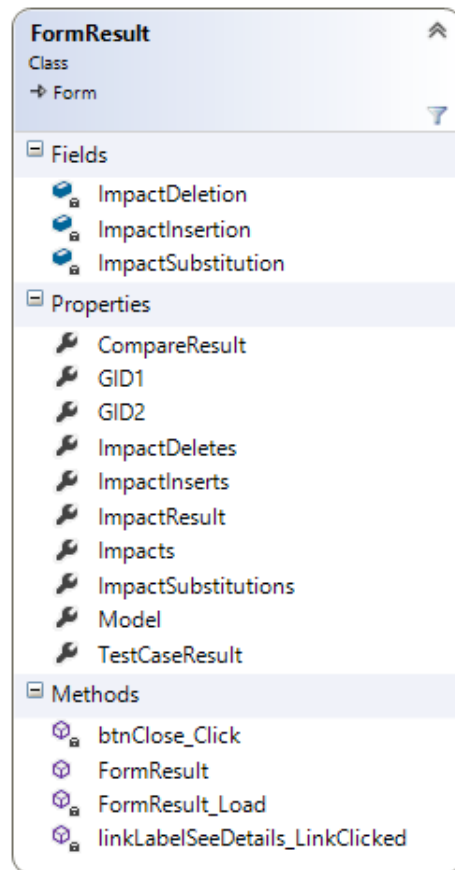 FormResult
Class
Form
Fields
ImpactDeletion
ImpactInsertion
ImpactSubstitution
Properties
CompareResult
GID1
GID2
ImpactDeletes
ImpactInserts
ImpactResult
Impacts
ImpactSubstitutions
Model
TestCaseResult
Methods
btnClose_Click
FormResult
FormResult_Load
linkLabelSeeDetails_LinkClicked